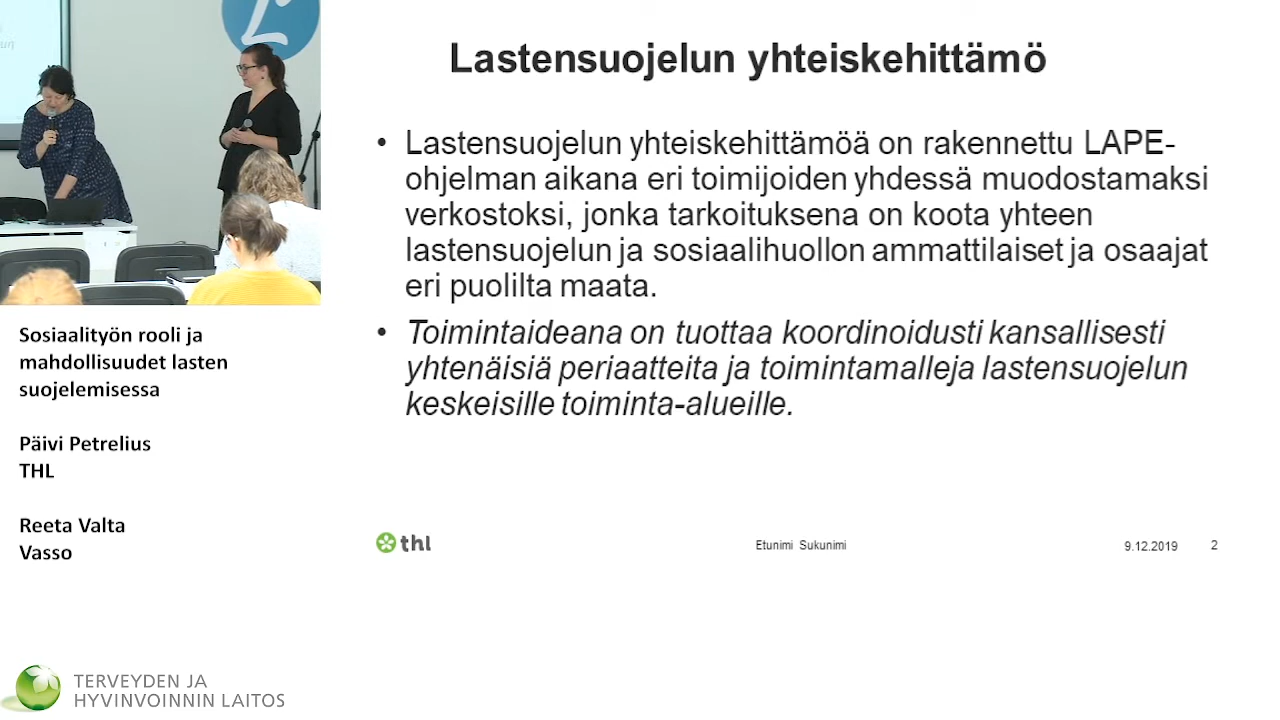 Lastensuojelun yhteiskehittämö
• Lastensuojelun yhteiskehittämöä on rakennettu LAPE-
ohjelman aikana eri toimijoiden yhdessä muodostamaksi
verkostoksi, jonka tarkoituksena on koota yhteen
lastensuojelun ja sosiaalihuollon ammattilaiset ja osaajat
eri puolilta maata.
• Toimintaideana on tuottaa koordinoidusti kansallisesti
yhtenäisiä periaatteita ja toimintamalleja lastensuojelun
keskeisille toiminta-alueille.
thl
Etunimi Sukunimi
9.12.2019
2
Sosiaalityön rooli ja
mahdollisuudet lasten
suojelemisessa
Päivi Petrelius
THL
Reeta Valta
Vasso
TERVEYDEN JA
HYVINVOINNIN LAITOS